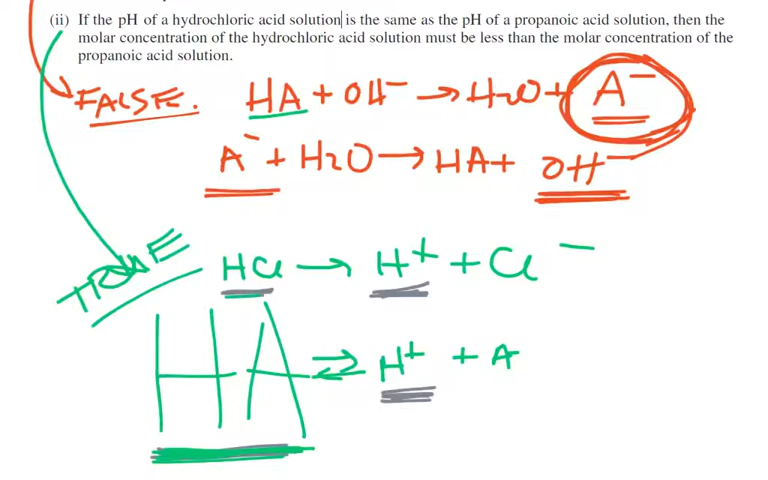 (ii) If the pH of a hydrochloric acid solution is the same as the pH of a propanoic acid solution, then the
molar concentration of the hydrochloric acid solution must be less than the molar concentration of the
propanoic acid solution.
FALSE. HA + OH⁻ → H₂O + A⁻
A⁻ + H₂O → HA + OH⁻
TRUE HCl → H⁺ + Cl⁻
HA ⇌ H⁺ + A